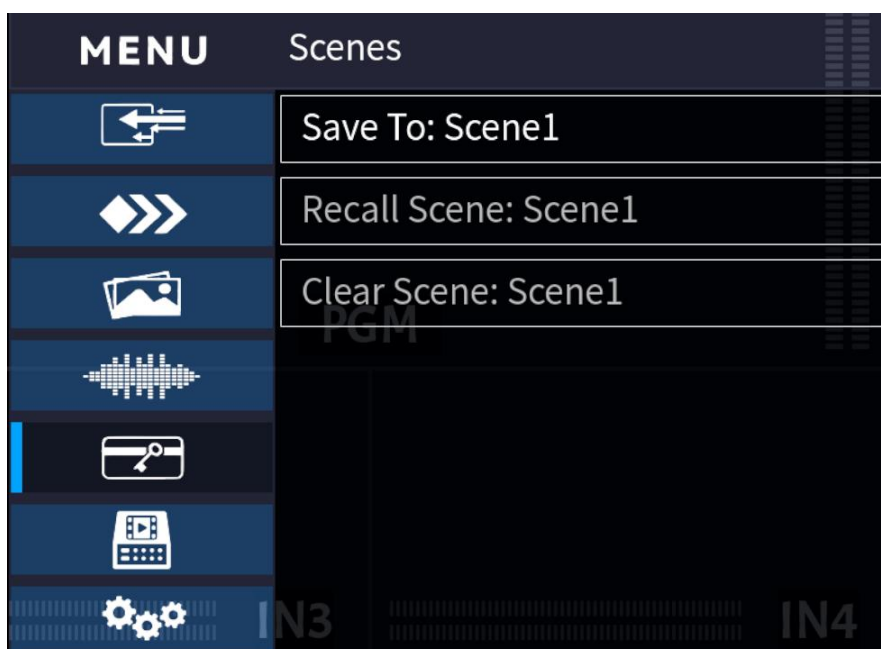 MENU
Scenes
Save To: Scene1
Recall Scene: Scene1
Clear Scene: Scene1
PGM
IN3
IN4